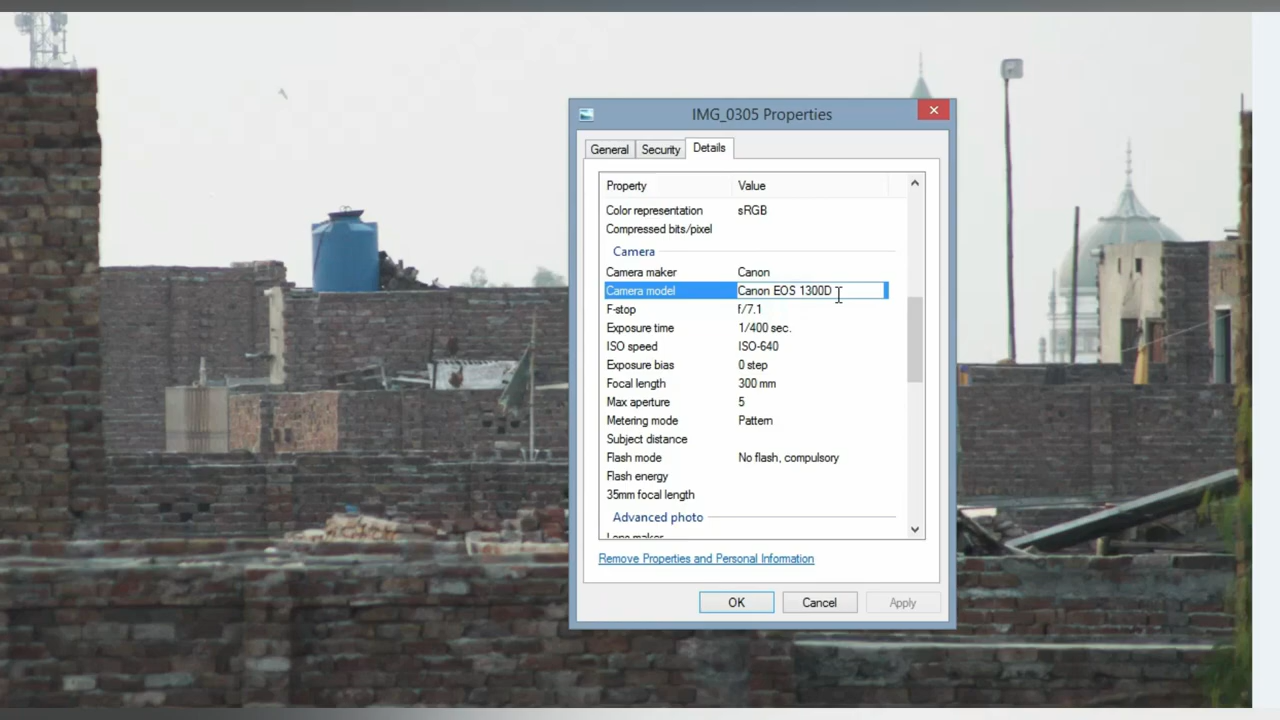 IMG_0305 Properties
General Security Details
Property Value
Color representation sRGB
Compressed bits/pixel
Camera
Camera maker Canon
Camera model Canon EOS 1300D
F-stop f/7.1
Exposure time 1/400 sec.
ISO speed ISO-640
Exposure bias 0 step
Focal length 300 mm
Max aperture 5
Metering mode Pattern
Subject distance
Flash mode No flash, compulsory
Flash energy
35mm focal length
Advanced photo
Lens maker
Remove Properties and Personal Information
OK Cancel Apply